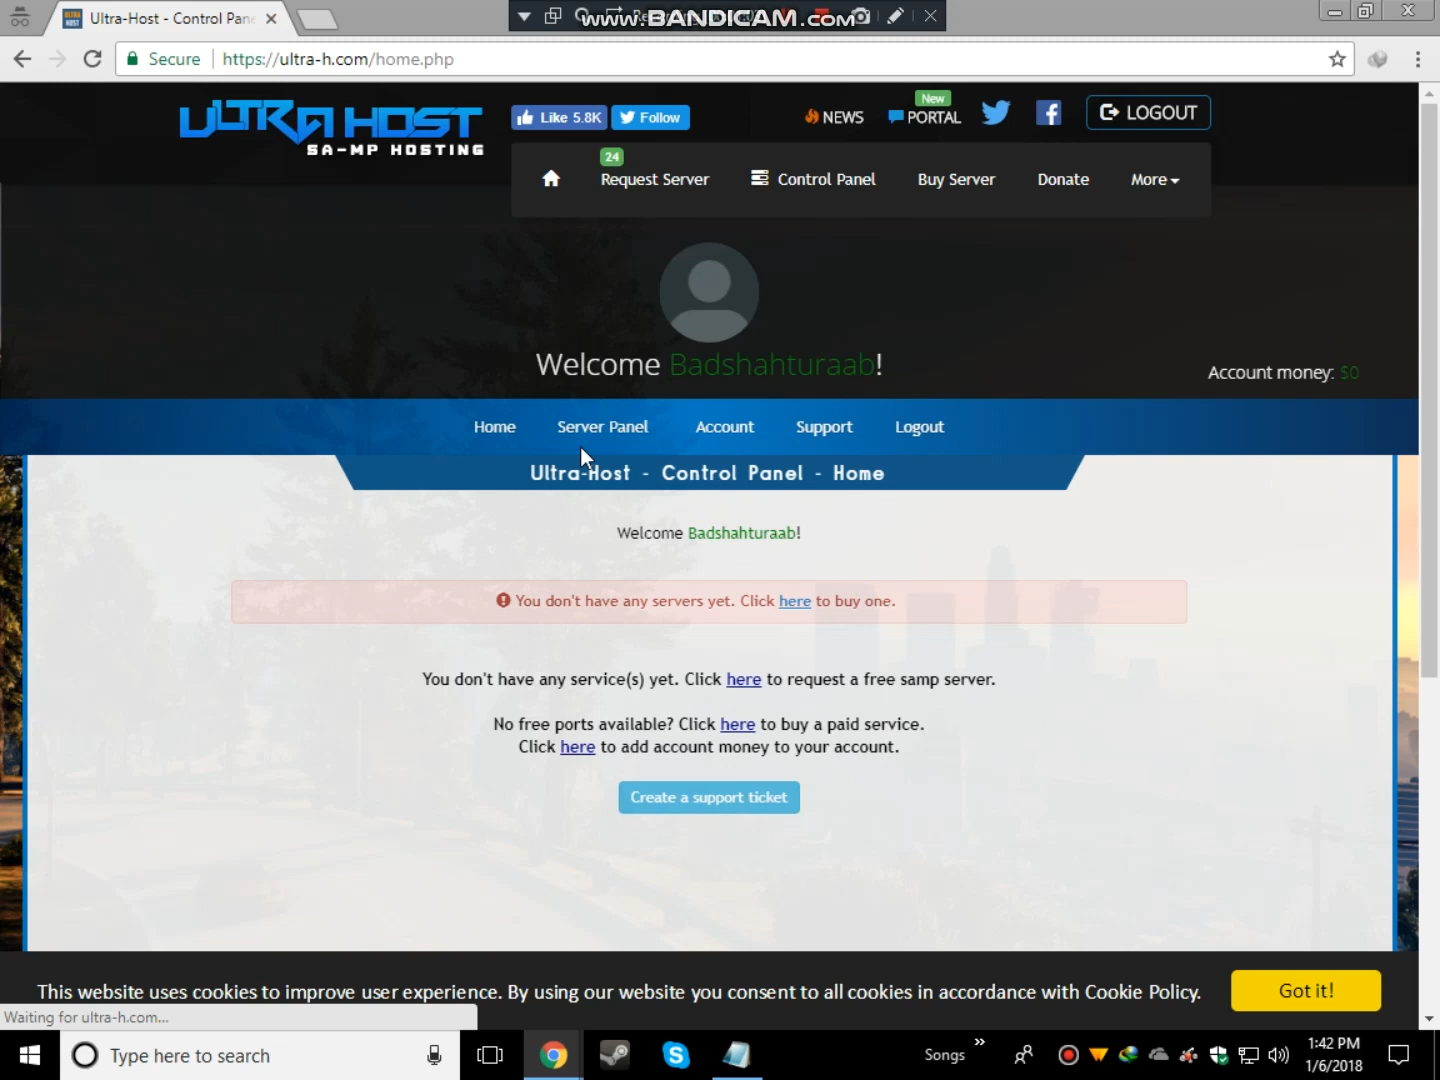 Ultra-Host - Control Pan
www.BANDICAM.com
Secure
https://ultra-h.com/home.php
ULTRA HOST
SA-MP HOSTING
Like 5.8K
Follow
NEWS
New
PORTAL
LOGOUT
24
Request Server
Control Panel
Buy Server
Donate
More
Welcome Badshahturaab!
Account money: $0
Home
Server Panel
Account
Support
Logout
Ultra-Host - Control Panel - Home
Welcome Badshahturaab!
You don't have any servers yet. Click here to buy one.
You don't have any service(s) yet. Click here to request a free samp server.
No free ports available? Click here to buy a paid service.
Click here to add account money to your account.
Create a support ticket
This website uses cookies to improve user experience. By using our website you consent to all cookies in accordance with Cookie Policy.
Got it!
Waiting for ultra-h.com...
Type here to search
Songs
1:42 PM
1/6/2018